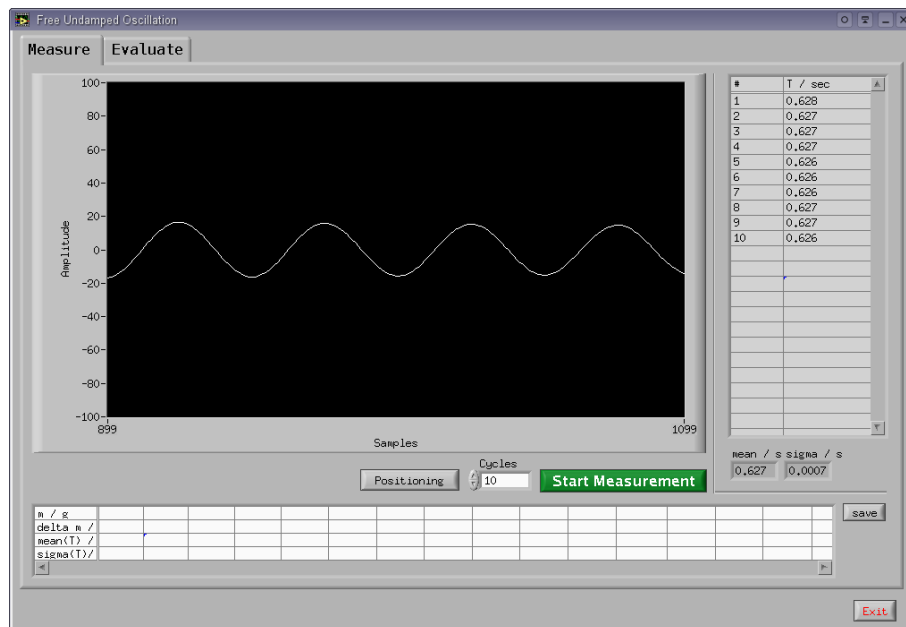 Free Undamped Oscillation
Measure Evaluate
100
80
60
40
20
0
-20
-40
-60
-80
-100
Amplitude
899 1099
Samples
# T / sec
1 0.628
2 0.627
3 0.627
4 0.627
5 0.626
6 0.626
7 0.626
8 0.627
9 0.627
10 0.626
mean / s sigma / s
0.627 0.0007
Cycles
Positioning 10 Start Measurement
m / g
delta m /
mean(T) /
sigma(T)/
save
Exit